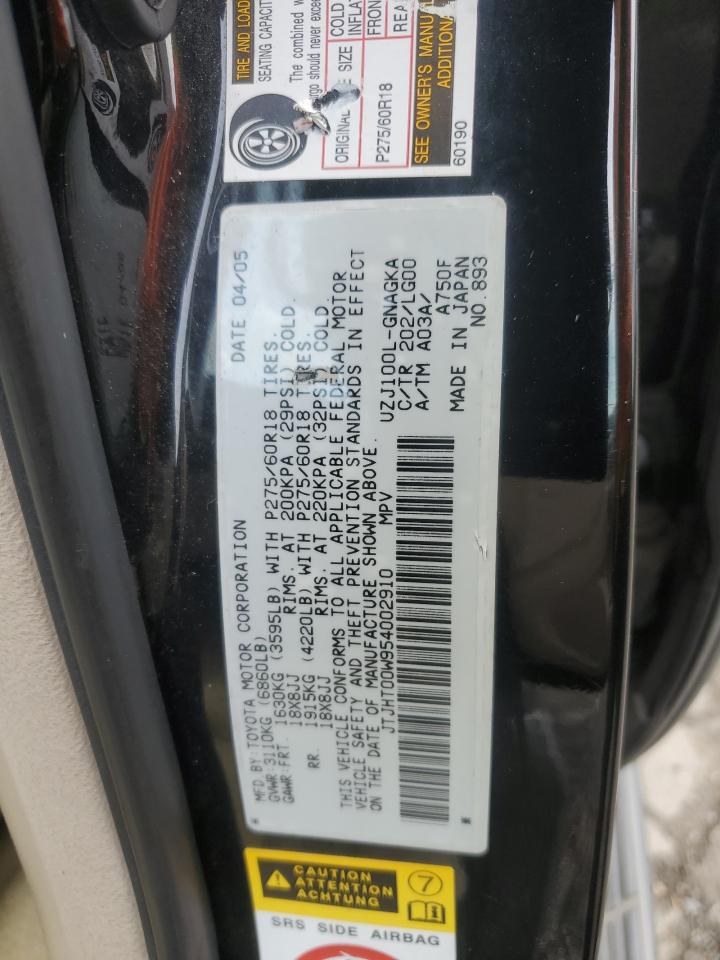 TIRE AND LOAD
SEATING CAPACITY
The combined w
rgo should never excee
ORIGINAL SIZE
COLD
INFLA
P275/60R18
FRON
REA
SEE OWNER'S MANU
ADDITIONA
60190
MFD.BY:TOYOTA MOTOR CORPORATION DATE 04/05
GVWR:3110KG (6860LB)
GAWR:FRT. 1630KG (3595LB) WITH P275/60R18 TIRES.
18X8JJ RIMS. AT 200KPA (29PSI) COLD.
RR. 1915KG (4220LB) WITH P275/60R18 TIRES.
18X8JJ RIMS. AT 220KPA (32PSI) COLD.
THIS VEHICLE CONFORMS TO ALL APPLICABLE FEDERAL MOTOR
VEHICLE SAFETY AND THEFT PREVENTION STANDARDS IN EFFECT
ON THE DATE OF MANUFACTURE SHOWN ABOVE.
JTJHT00W954002910 MPV
UZJ100L-GNAGKA
C/TR 202/LG00
A/TM A03A/ A750F
MADE IN JAPAN
NO.893
CAUTION
ATTENTION
ACHTUNG
7
SRS SIDE AIRBAG